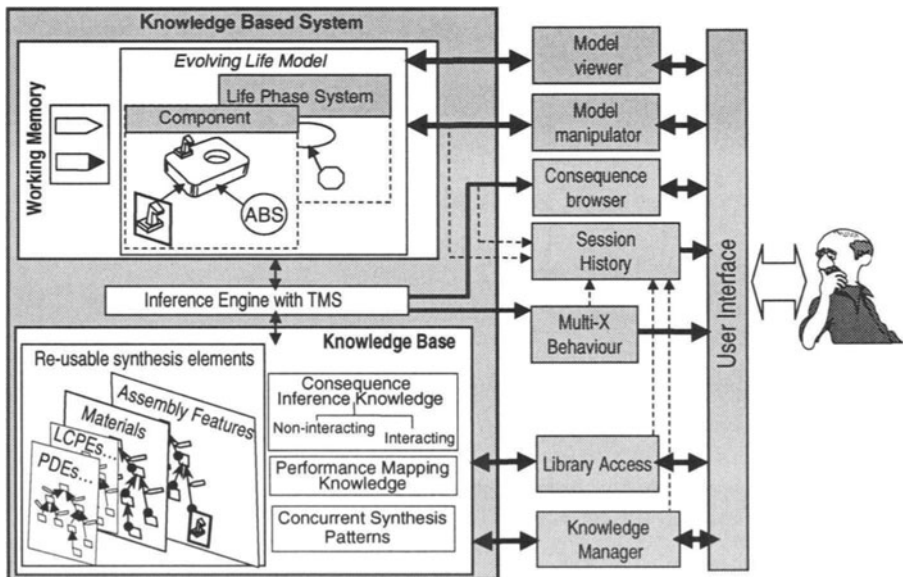 Knowledge Based System
Working Memory
Evolving Life Model
Life Phase System
Component
ABS
Inference Engine with TMS
Knowledge Base
Re-usable synthesis elements
Assembly Features
Materials
LCPEs...
PDEs...
Consequence
Inference Knowledge
Non-interacting
Interacting
Performance Mapping
Knowledge
Concurrent Synthesis
Patterns
Model
viewer
Model
manipulator
Consequence
browser
Session
History
Multi-X
Behaviour
Library Access
Knowledge
Manager
User Interface